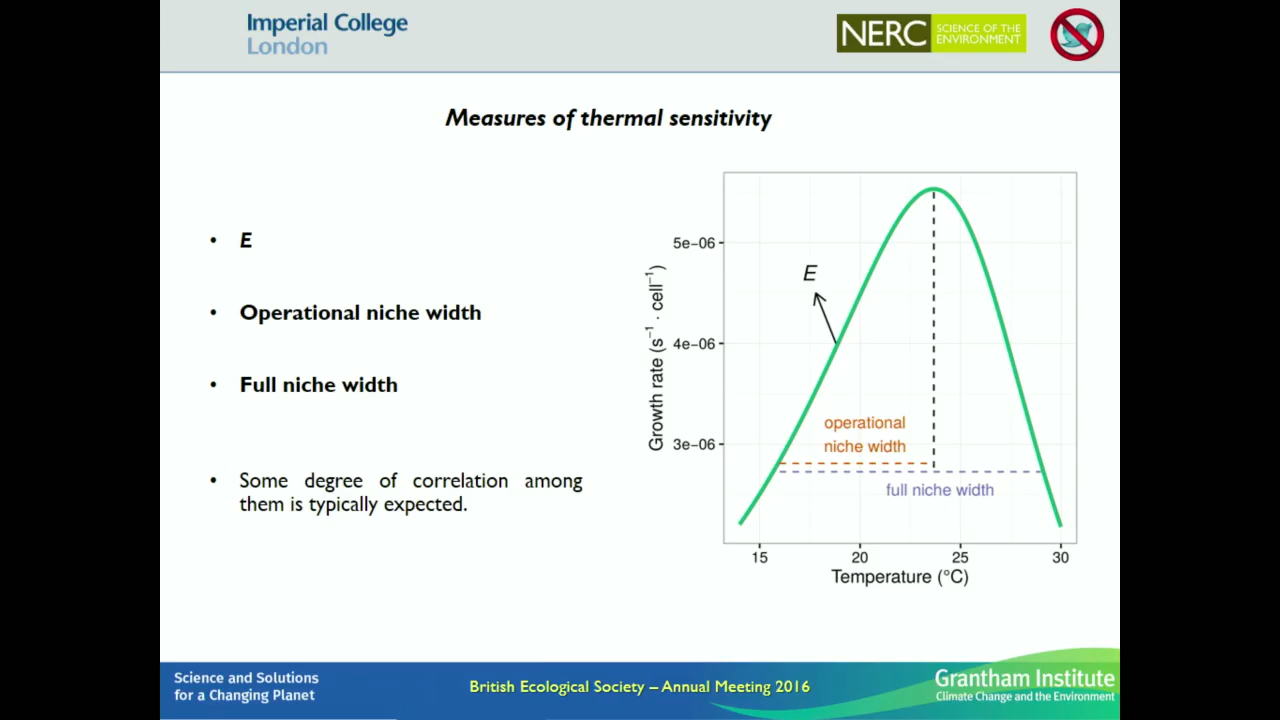 Imperial College
London
NERC
SCIENCE OF THE
ENVIRONMENT
Measures of thermal sensitivity
• E
• Operational niche width
• Full niche width
• Some degree of correlation among
them is typically expected.
Growth rate (s⁻¹ · cell⁻¹)
5e−06
4e−06
3e−06
E
operational
niche width
full niche width
15
20
25
30
Temperature (°C)
Science and Solutions
for a Changing Planet
British Ecological Society – Annual Meeting 2016
Grantham Institute
Climate Change and the Environment